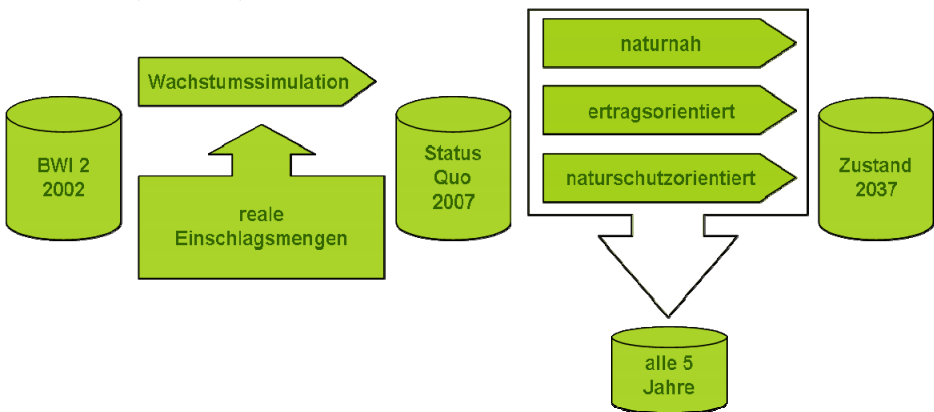 BWI 2
2002
Wachstumssimulation
reale
Einschlagsmengen
Status
Quo
2007
naturnah
ertragsorientiert
naturschutzorientiert
Zustand
2037
alle 5
Jahre